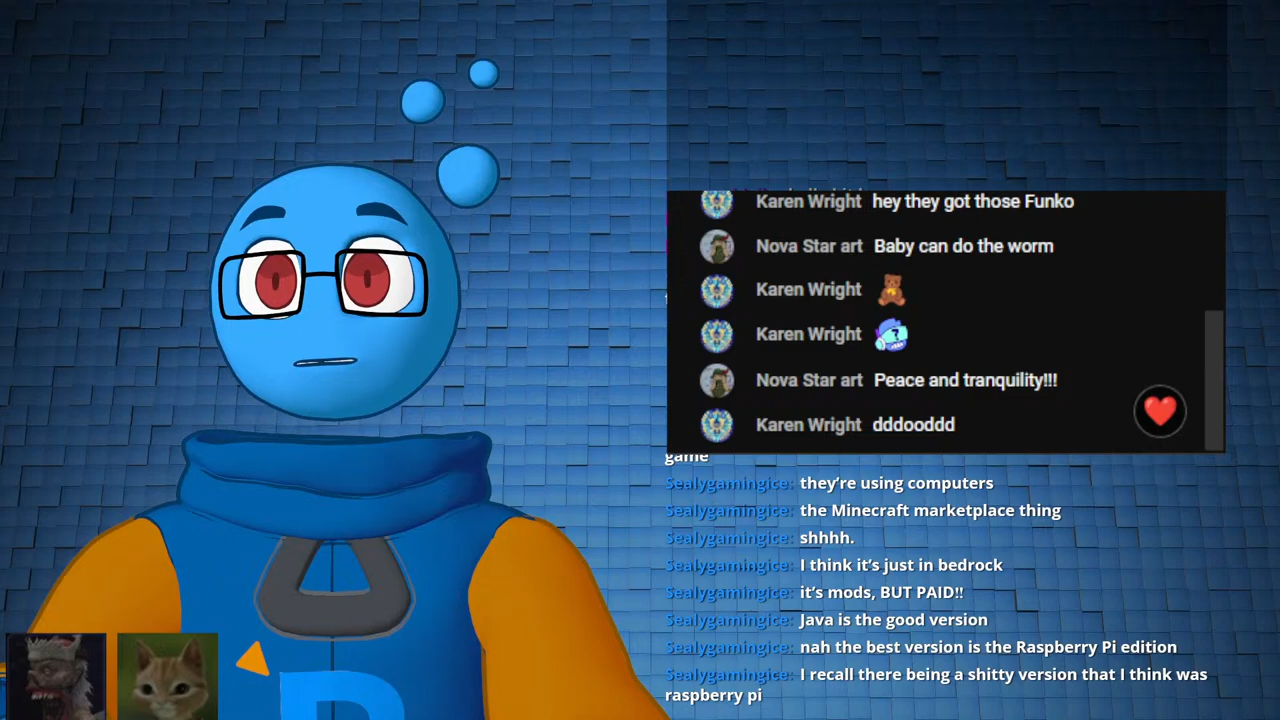 Karen Wright hey they got those Funko
Nova Star art Baby can do the worm
Karen Wright
Karen Wright ?
Nova Star art Peace and tranquility!!!
Karen Wright dddooddd
game
Sealygamingice: they're using computers
Sealygamingice: the Minecraft marketplace thing
Sealygamingice: shhhh.
Sealygamingice: I think it's just in bedrock
Sealygamingice: it's mods, BUT PAID!!
Sealygamingice: Java is the good version
Sealygamingice: nah the best version is the Raspberry Pi edition
Sealygamingice: I recall there being a shitty version that I think was
raspberry pi